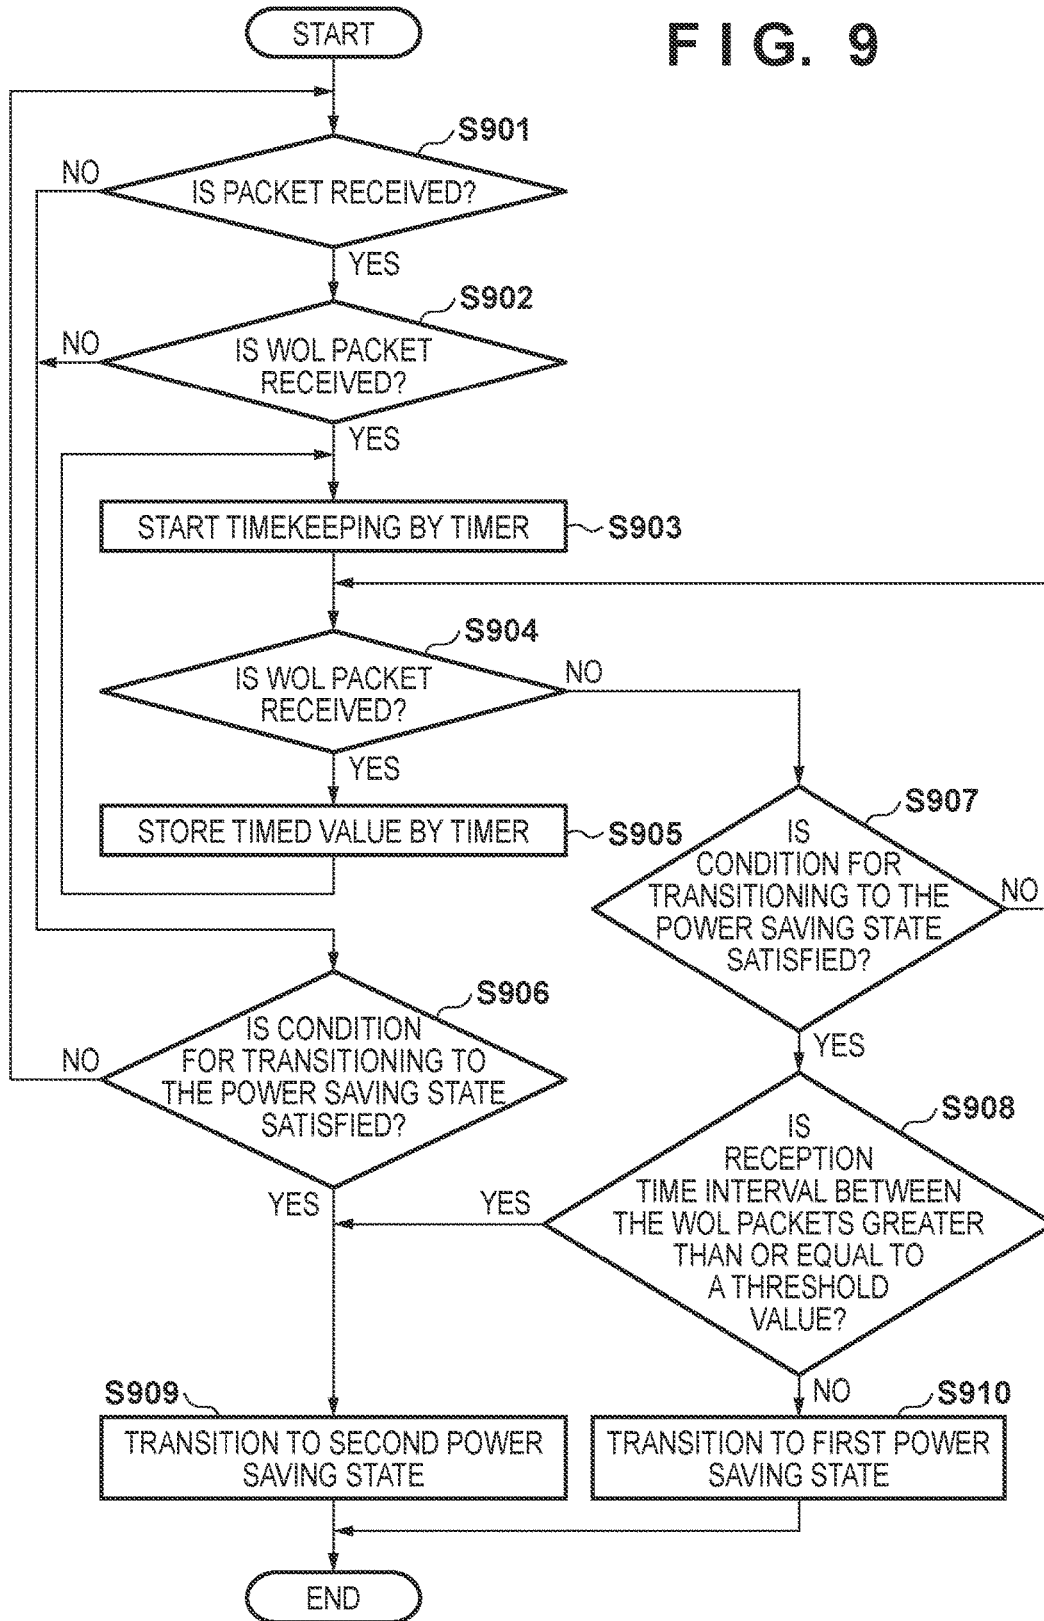 START
FIG. 9
S901
NO
IS PACKET RECEIVED?
YES
S902
NO
IS WOL PACKET
RECEIVED?
YES
START TIMEKEEPING BY TIMER
S903
S904
IS WOL PACKET
RECEIVED?
NO
YES
STORE TIMED VALUE BY TIMER
S905
S907
IS
CONDITION FOR
TRANSITIONING TO THE
POWER SAVING STATE
SATISFIED?
NO
YES
S906
IS CONDITION
FOR TRANSITIONING TO
THE POWER SAVING STATE
SATISFIED?
NO
YES
S908
IS
RECEPTION
TIME INTERVAL BETWEEN
THE WOL PACKETS GREATER
THAN OR EQUAL TO
A THRESHOLD
VALUE?
YES
NO
S909
TRANSITION TO SECOND POWER
SAVING STATE
S910
TRANSITION TO FIRST POWER
SAVING STATE
END